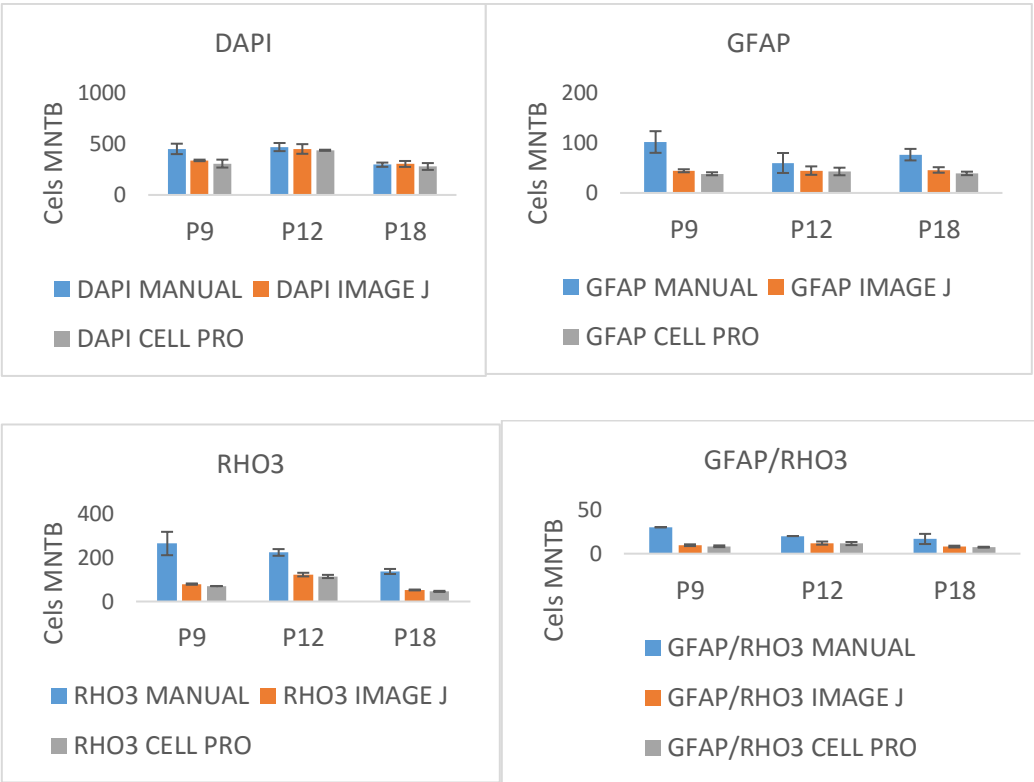 DAPI
1000
500
0
Cels MNTB
P9 P12 P18
DAPI MANUAL DAPI IMAGE J
DAPI CELL PRO
GFAP
200
100
0
Cels MNTB
P9 P12 P18
GFAP MANUAL GFAP IMAGE J
GFAP CELL PRO
RHO3
400
200
0
Cels MNTB
P9 P12 P18
RHO3 MANUAL RHO3 IMAGE J
RHO3 CELL PRO
GFAP/RHO3
50
0
Cels MNTB
P9 P12 P18
GFAP/RHO3 MANUAL
GFAP/RHO3 IMAGE J
GFAP/RHO3 CELL PRO